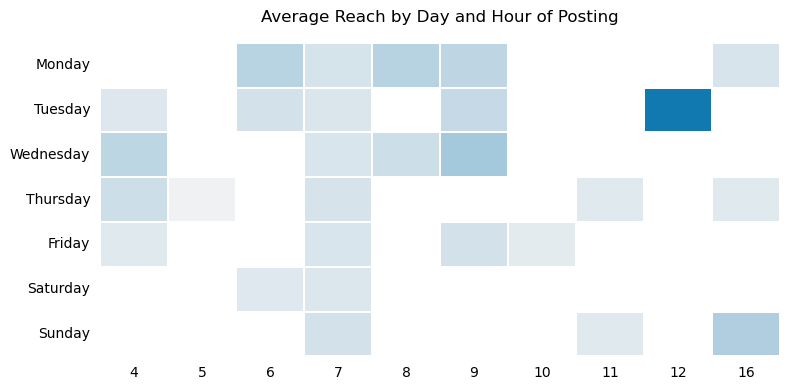 Average Reach by Day and Hour of Posting
Monday
Tuesday
Wednesday
Thursday
Friday
Saturday
Sunday
4 5 6 7 8 9 10 11 12 16